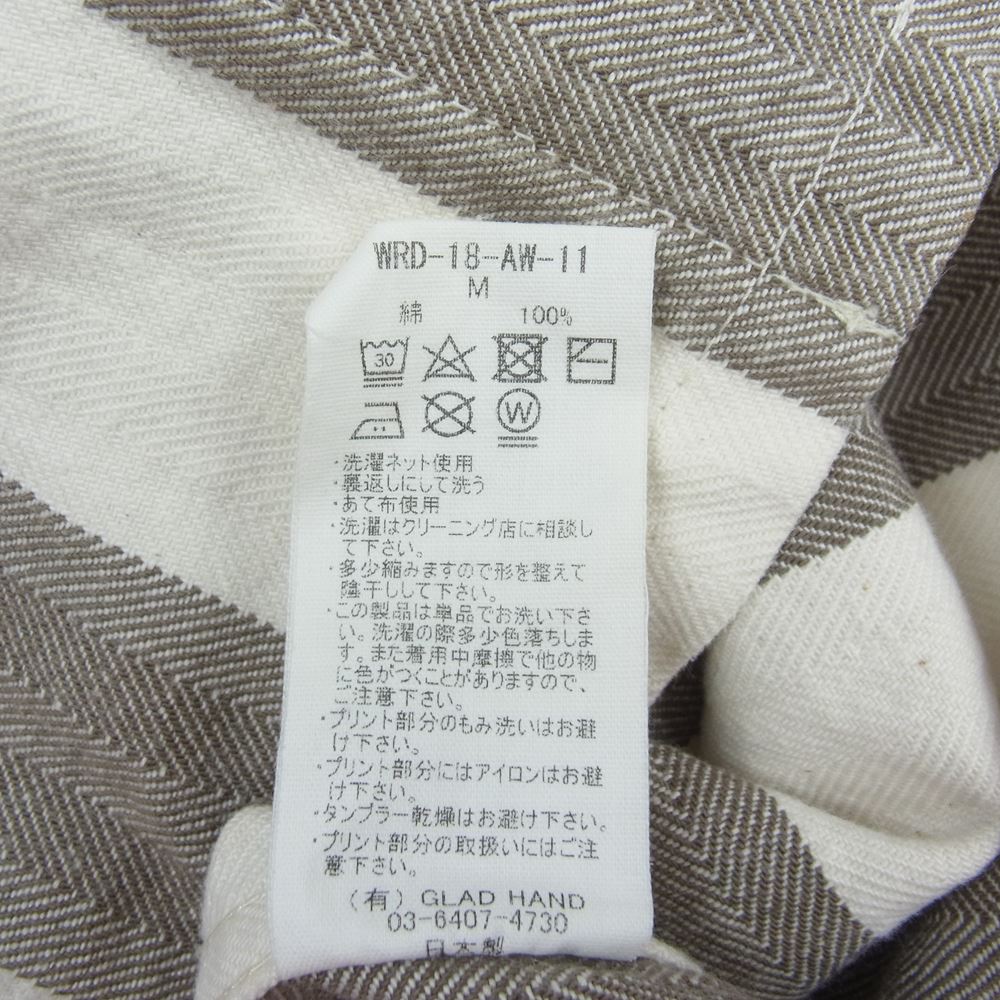 WRD-18-AW-11
M
綿 100%
30
W
・洗濯ネット使用
・裏返しにして洗う
・あて布使用
・洗濯はクリーニング店に相談し
て下さい。
・多少縮みますので形を整えて
陰干しして下さい。
・この製品は単品でお洗い下さ
い。洗濯の際多少色落ちしま
す。また着用中摩擦で他の物
に色がつくことがありますので、
ご注意下さい。
・プリント部分のもみ洗いはお避
け下さい。
・プリント部分にはアイロンはお避
け下さい。
・タンブラー乾燥はお避け下さい。
・プリント部分の取扱いにはご注
意下さい。
(有) GLAD HAND
03-6407-4730
日本製